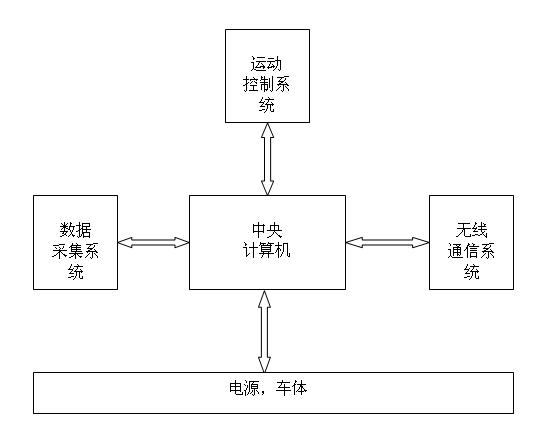 运动
控制系
统
数据
采集系
统
中央
计算机
无线
通信系
统
电源，车体